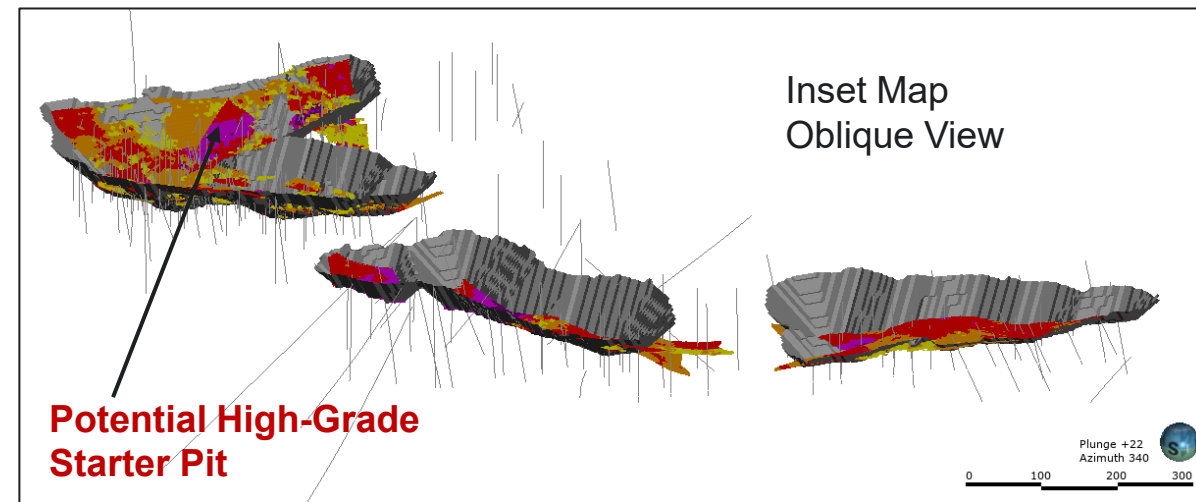 Inset Map
Oblique View
Potential High-Grade
Starter Pit
Plunge +22
Azimuth 340
S
0 100 200 300